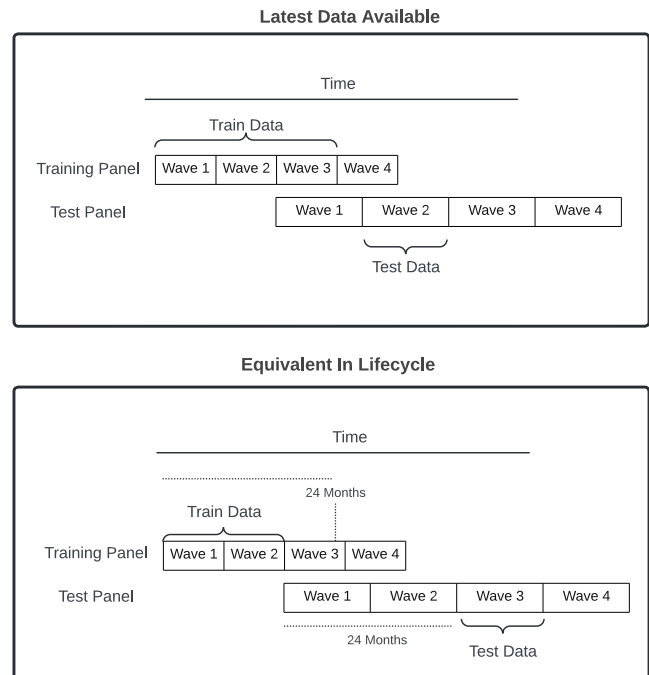 Latest Data Available
Time
Train Data
Training Panel Wave 1 Wave 2 Wave 3 Wave 4
Test Panel Wave 1 Wave 2 Wave 3 Wave 4
Test Data
Equivalent In Lifecycle
Time
24 Months
Train Data
Training Panel Wave 1 Wave 2 Wave 3 Wave 4
Test Panel Wave 1 Wave 2 Wave 3 Wave 4
24 Months
Test Data